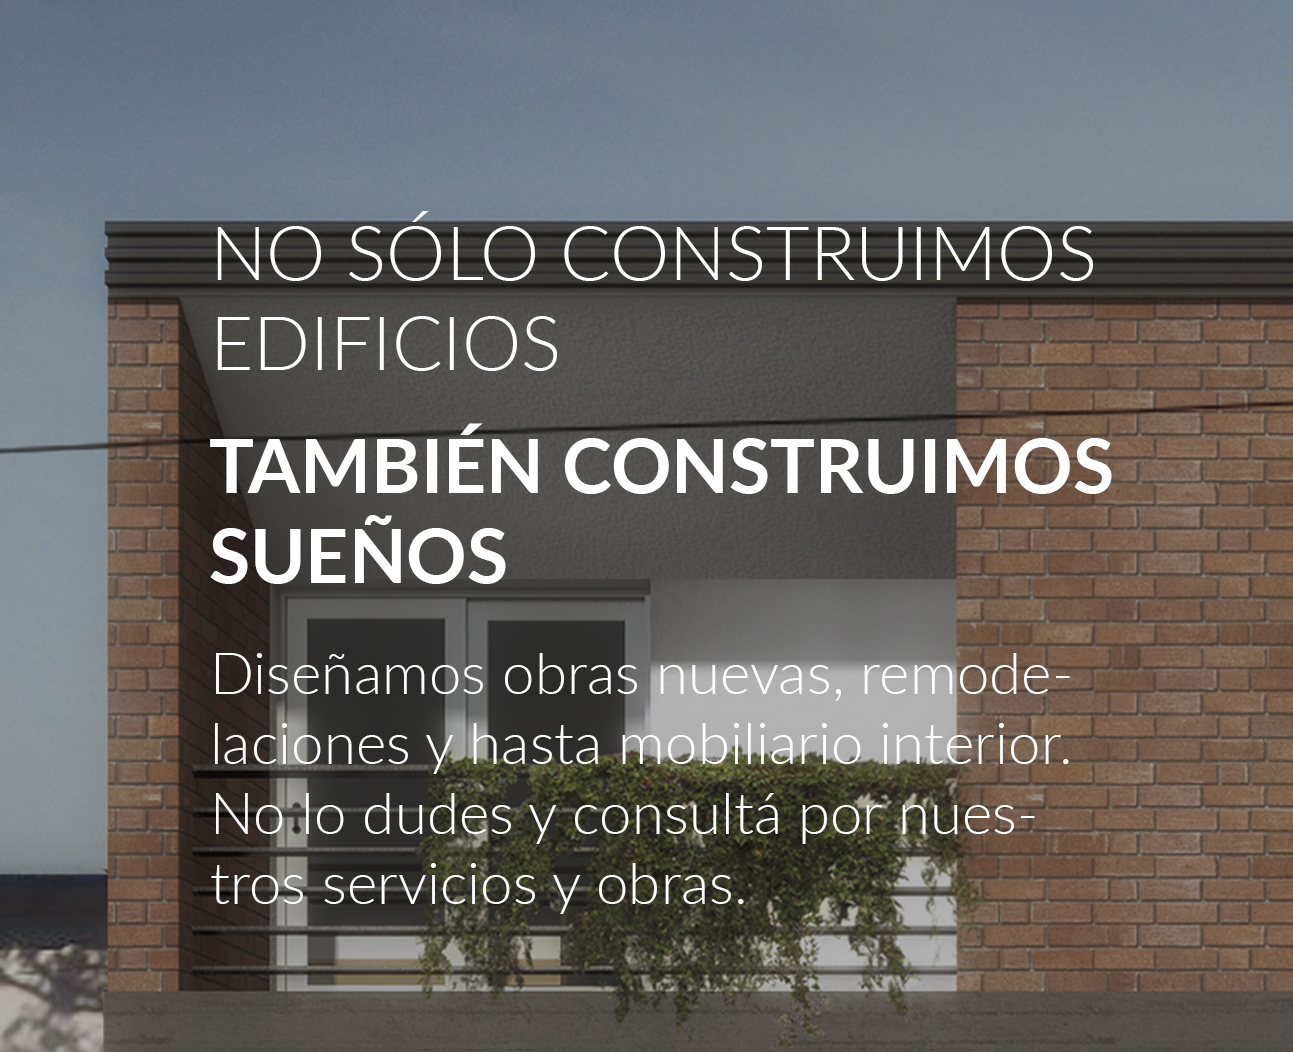 NO SÓLO CONSTRUIMOS
EDIFICIOS
TAMBIÉN CONSTRUIMOS
SUEÑOS
Diseñamos obras nuevas, remode-
laciones y hasta mobiliario interior.
No lo dudes y consultá por nues-
tros servicios y obras.